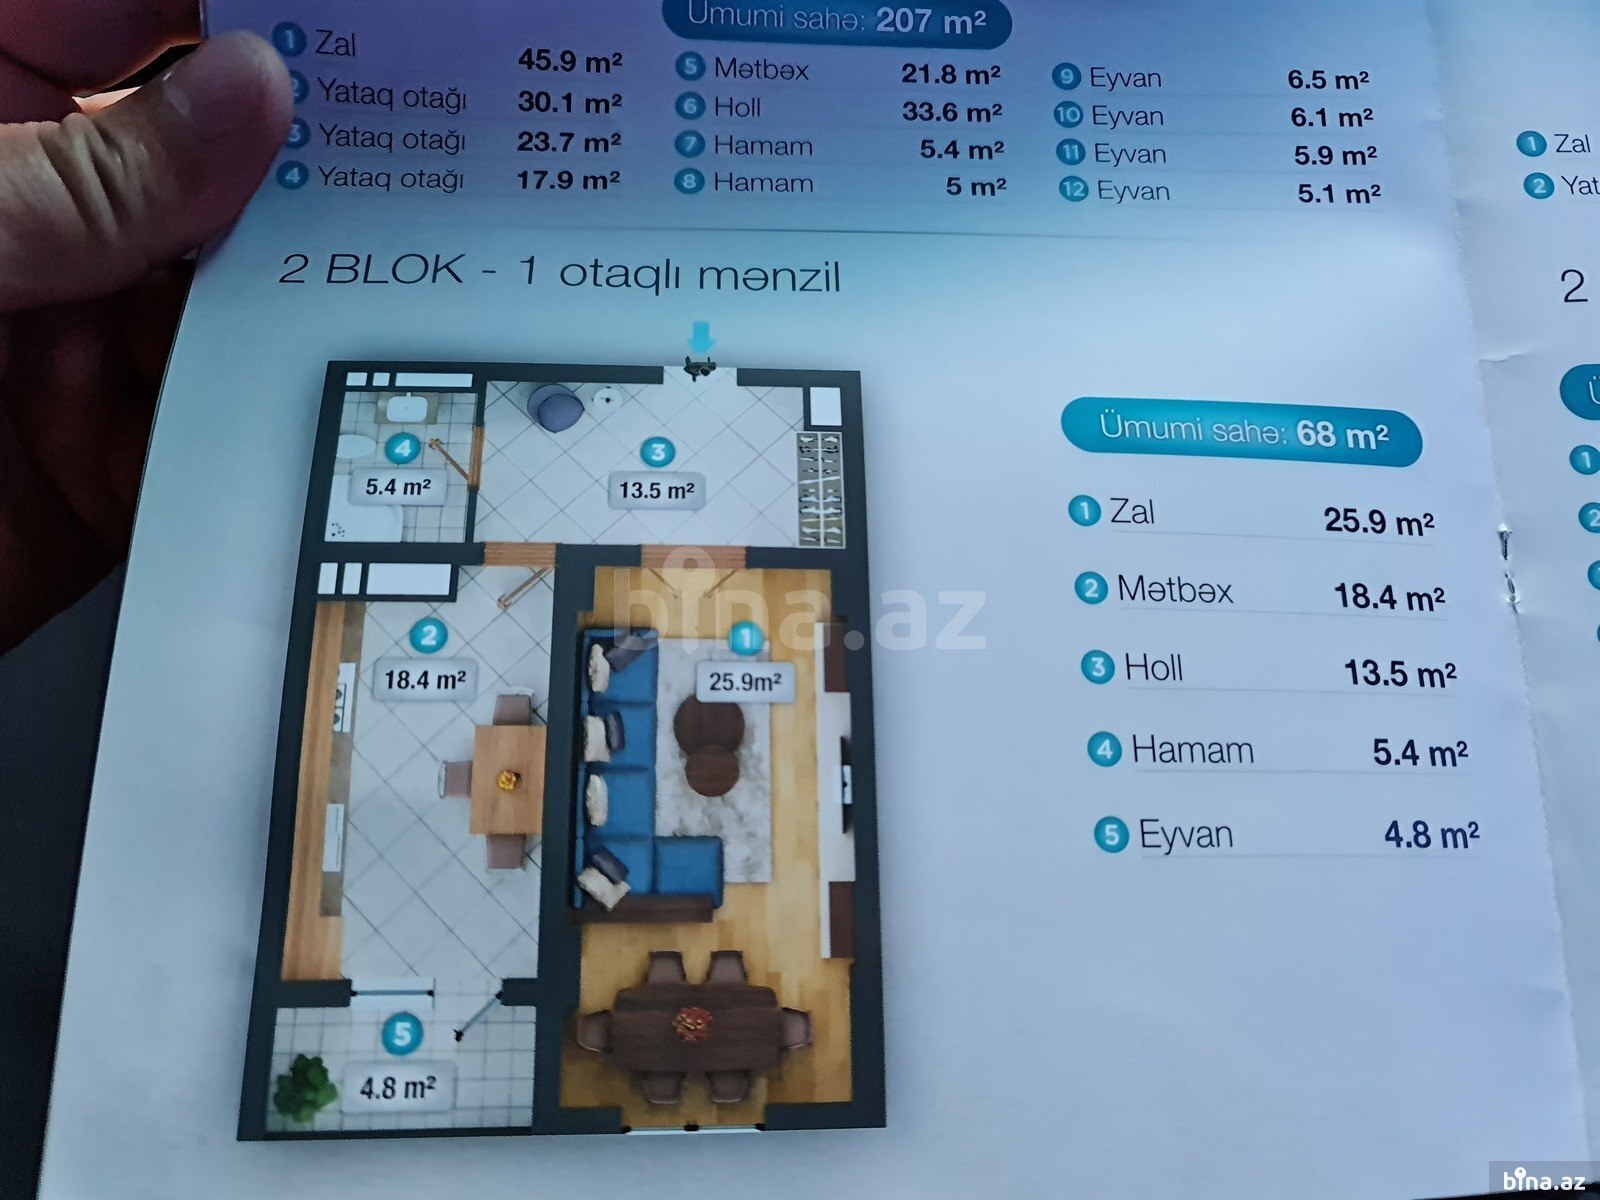 Ümumi sahə: 207 m²
1 Zal 45.9 m²
2 Yataq otağı 30.1 m²
3 Yataq otağı 23.7 m²
4 Yataq otağı 17.9 m²
5 Mətbəx 21.8 m²
6 Holl 33.6 m²
7 Hamam 5.4 m²
8 Hamam 5 m²
9 Eyvan 6.5 m²
10 Eyvan 6.1 m²
11 Eyvan 5.9 m²
12 Eyvan 5.1 m²
1 Zal
2
2 BLOK - 1 otaqlı mənzil
2
4
5.4 m²
3
13.5 m²
2
18.4 m²
1
25.9m²
5
4.8 m²
bina.az
Ümumi sahə: 68 m²
1 Zal 25.9 m²
2 Mətbəx 18.4 m²
3 Holl 13.5 m²
4 Hamam 5.4 m²
5 Eyvan 4.8 m²
1
2
bina.az